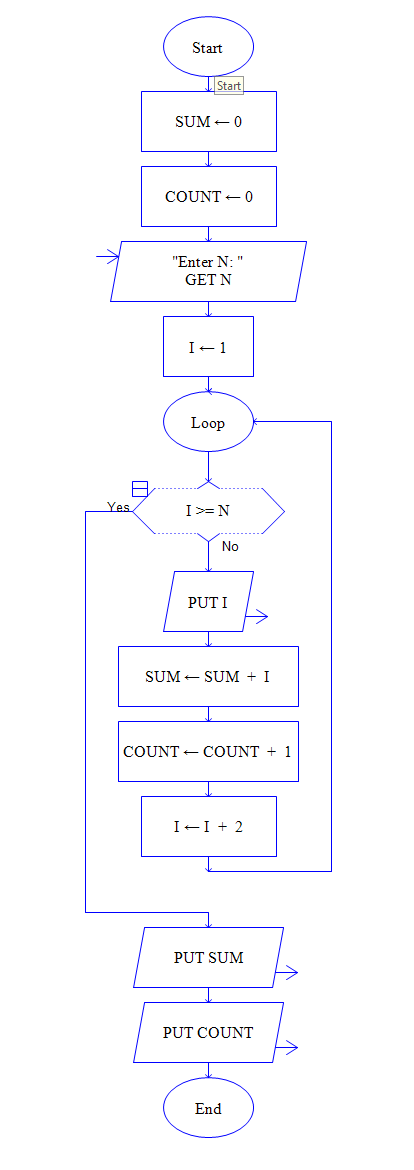 Start
Start
SUM ← 0
COUNT ← 0
"Enter N: "
GET N
I ← 1
Loop
Yes
I >= N
No
PUT I
SUM ← SUM + I
COUNT ← COUNT + 1
I ← I + 2
PUT SUM
PUT COUNT
End